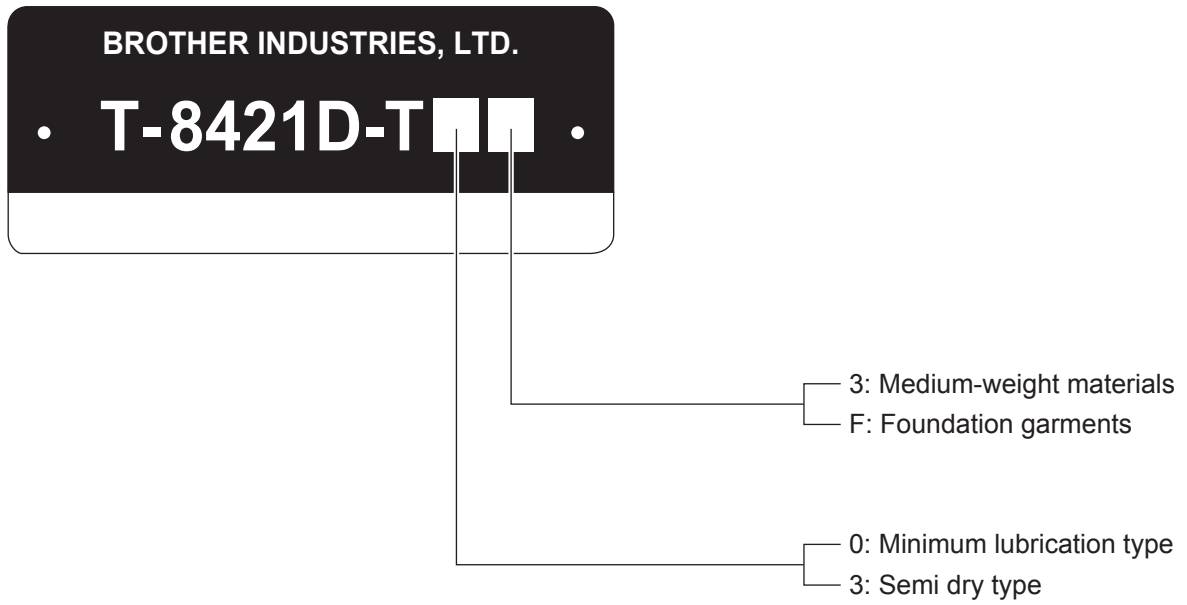 BROTHER INDUSTRIES, LTD.
T-8421D-T
3: Medium-weight materials
F: Foundation garments
0: Minimum lubrication type
3: Semi dry type